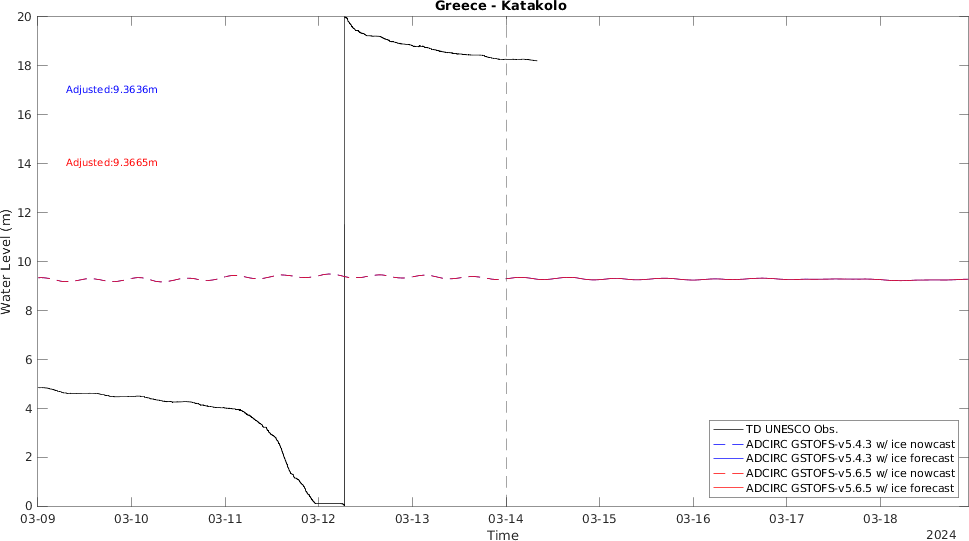 Greece - Katakolo
20
18
16
14
12
10
8
6
4
2
0
Water Level (m)
Adjusted:9.3636m
Adjusted:9.3665m
TD UNESCO Obs.
ADCIRC GSTOFS-v5.4.3 w/ ice nowcast
ADCIRC GSTOFS-v5.4.3 w/ ice forecast
ADCIRC GSTOFS-v5.6.5 w/ ice nowcast
ADCIRC GSTOFS-v5.6.5 w/ ice forecast
03-09 03-10 03-11 03-12 03-13 03-14 03-15 03-16 03-17 03-18
Time
2024